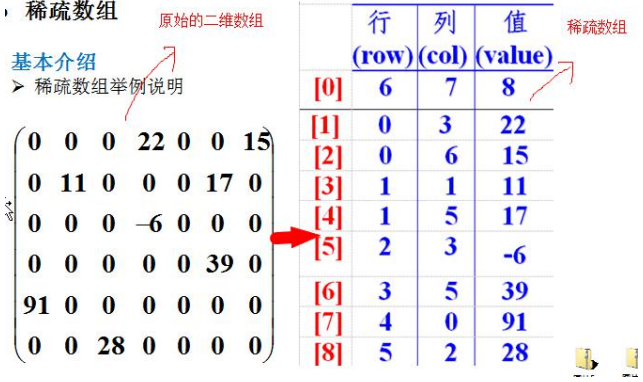 稀疏数组
原始的二维数组
基本介绍
➢ 稀疏数组举例说明
0 0 0 22 0 0 15
0 11 0 0 0 17 0
0 0 0 –6 0 0 0
0 0 0 0 0 39 0
91 0 0 0 0 0 0
0 0 28 0 0 0 0
行 列 值
(row) (col) (value)
稀疏数组
[0] 6 7 8
[1] 0 3 22
[2] 0 6 15
[3] 1 1 11
[4] 1 5 17
[5] 2 3 -6
[6] 3 5 39
[7] 4 0 91
[8] 5 2 28